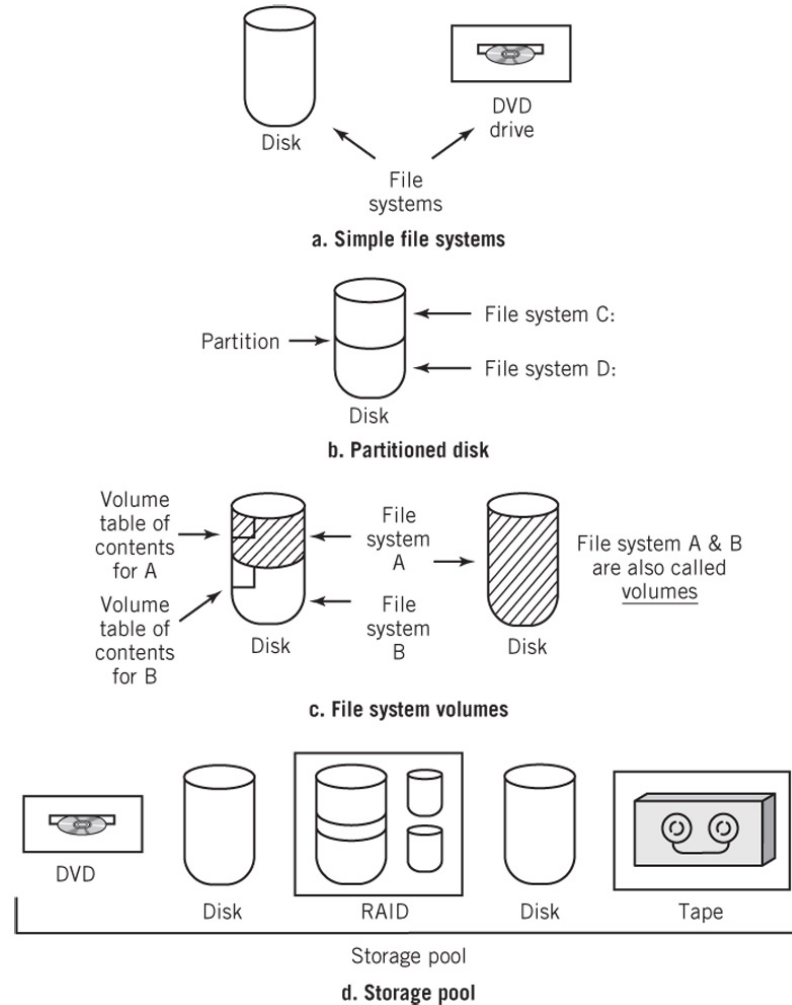 Disk
DVD
drive
File
systems
a. Simple file systems
Partition
File system C:
File system D:
Disk
b. Partitioned disk
Volume
table of
contents
for A
Volume
table of
contents
for B
Disk
File
system
A
File
system
B
Disk
File system A & B
are also called
volumes
c. File system volumes
DVD
Disk
RAID
Disk
Tape
Storage pool
d. Storage pool